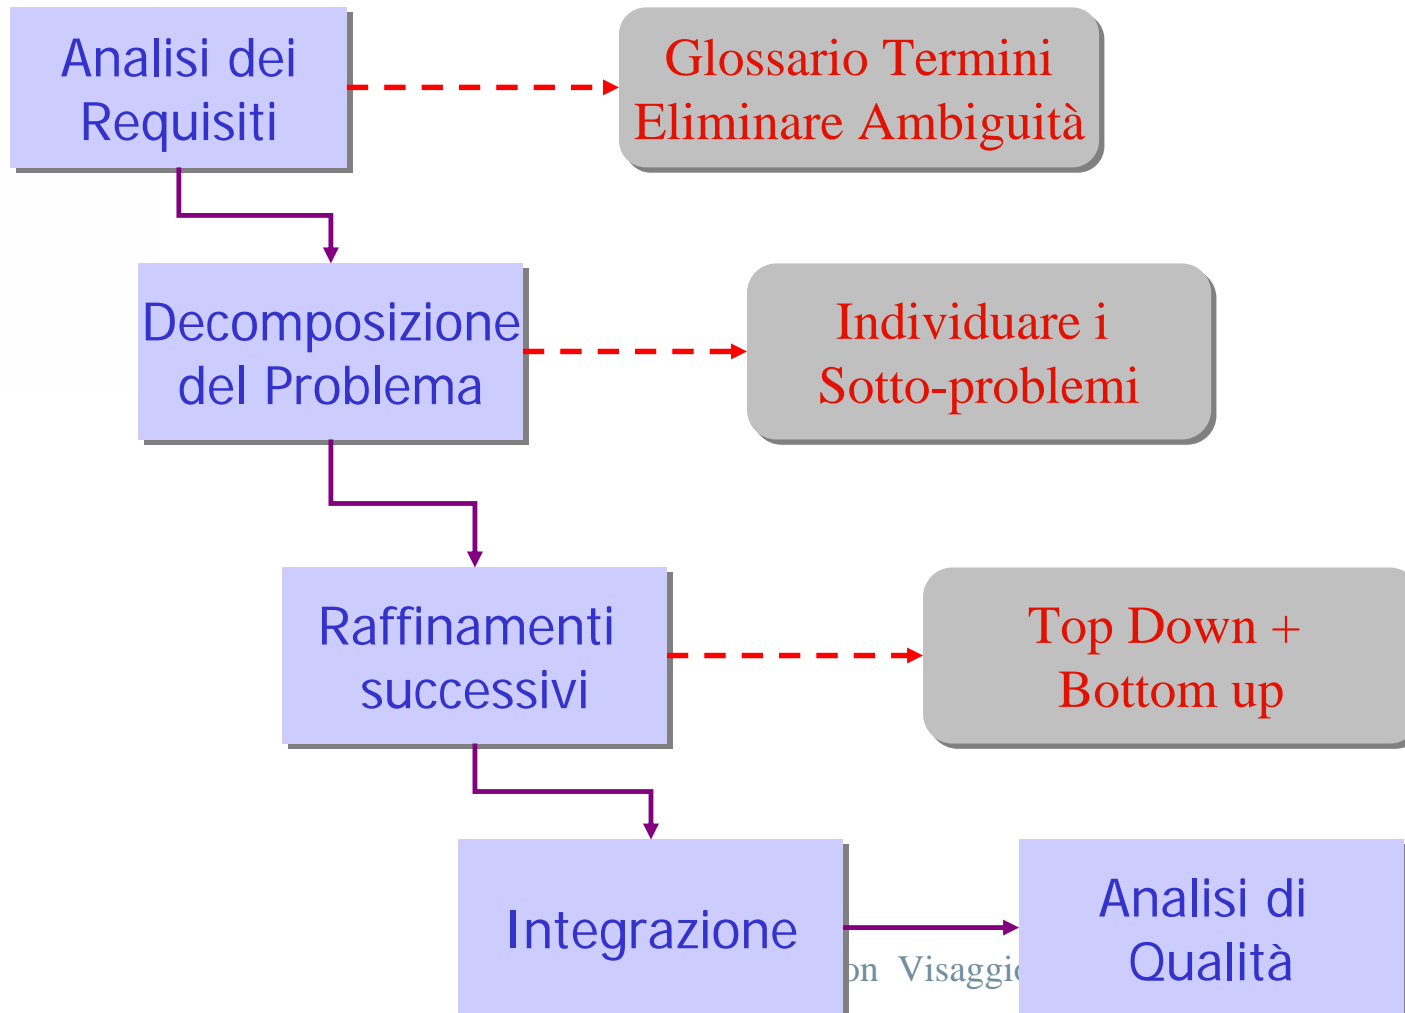 Analisi dei
Requisiti
Glossario Termini
Eliminare Ambiguità
Decomposizione
del Problema
Individuare i
Sotto-problemi
Raffinamenti
successivi
Top Down +
Bottom up
Integrazione
Analisi di
Qualità